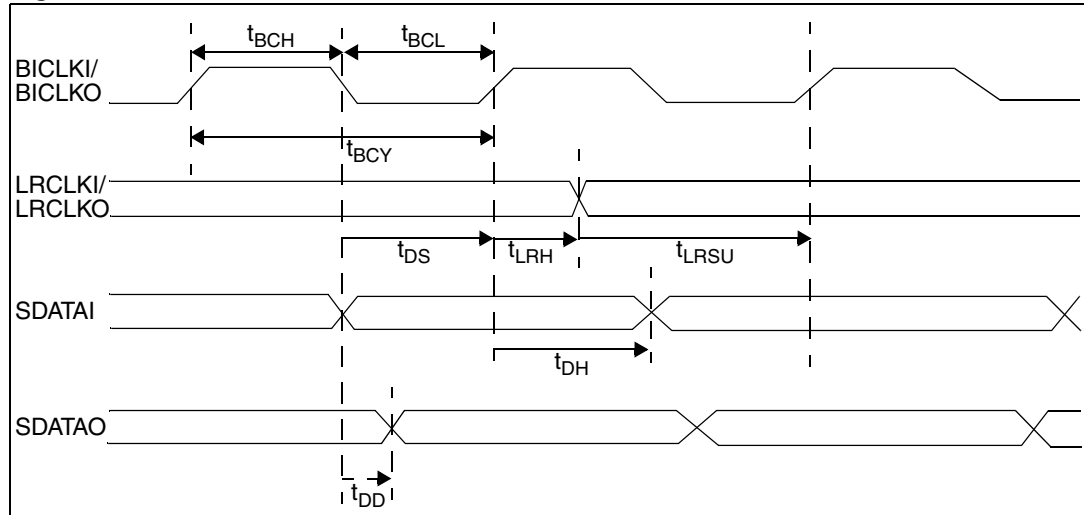 tBCH tBCL
BICLKI/
BICLKO
tBCY
LRCLKI/
LRCLKO
tDS tLRH tLRSU
SDATAI
tDH
SDATAO
tDD